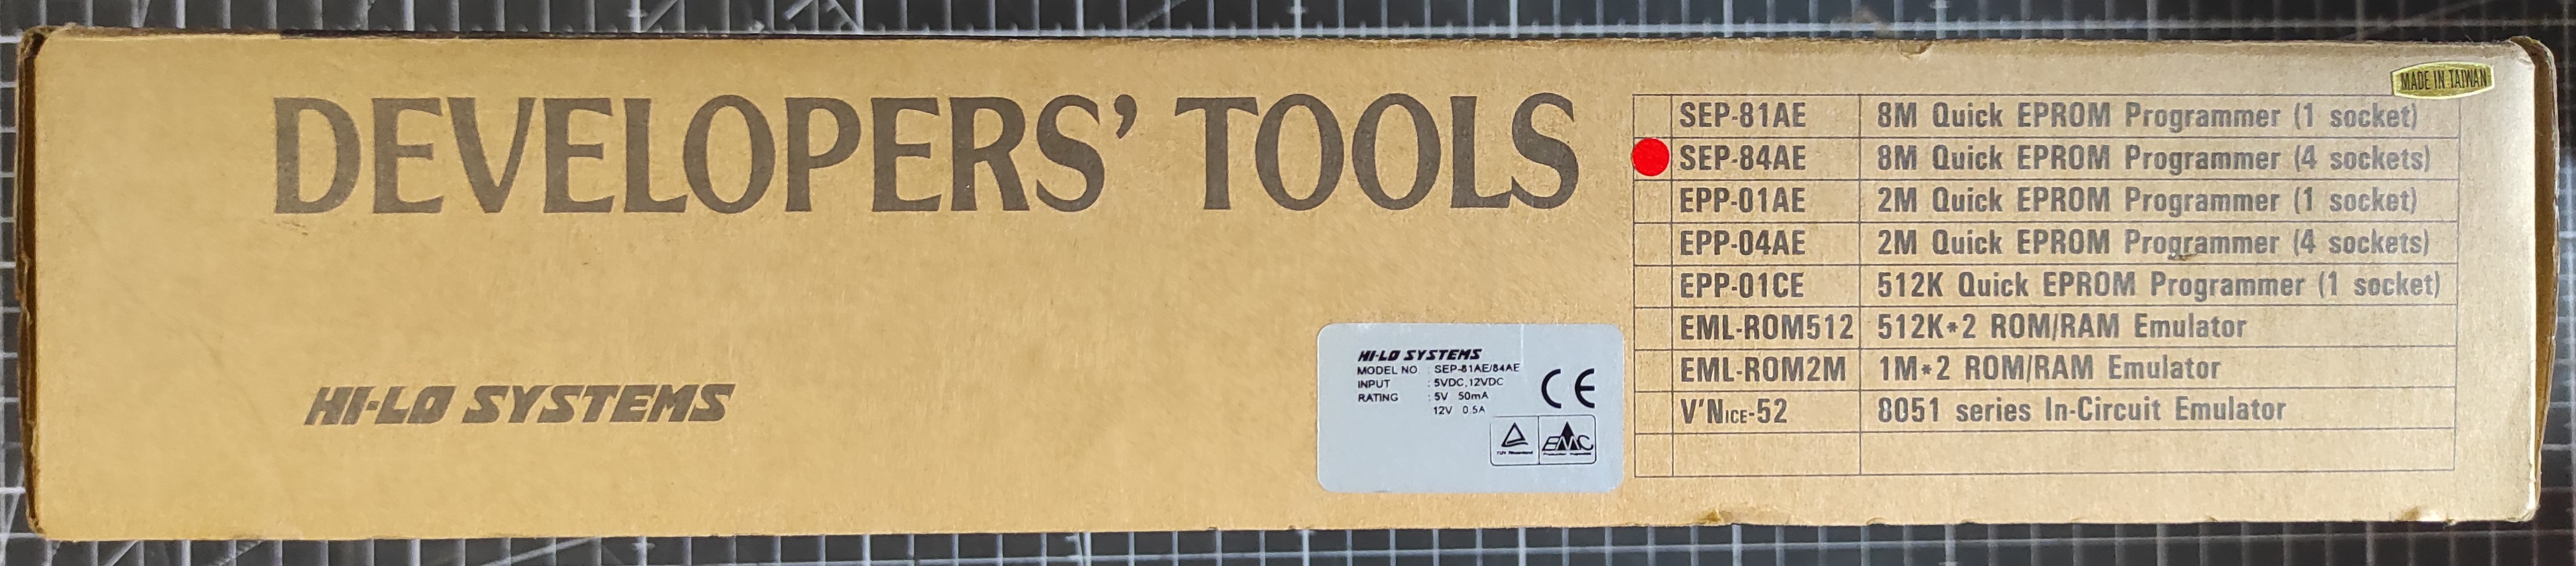 DEVELOPERS' TOOLS
HI-LO SYSTEMS
HI-LO SYSTEMS
MODEL NO : SEP-81AE/84AE
INPUT : 5VDC,12VDC
RATING : 5V 50mA
12V 0.5A
CE
EMC
MADE IN TAIWAN
SEP-81AE 8M Quick EPROM Programmer (1 socket)
SEP-84AE 8M Quick EPROM Programmer (4 sockets)
EPP-01AE 2M Quick EPROM Programmer (1 socket)
EPP-04AE 2M Quick EPROM Programmer (4 sockets)
EPP-01CE 512K Quick EPROM Programmer (1 socket)
EML-ROM512 512K*2 ROM/RAM Emulator
EML-ROM2M 1M*2 ROM/RAM Emulator
V'NICE-52 8051 series In-Circuit Emulator